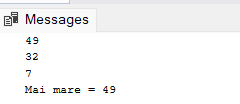 Messages
49
32
7
Mai mare = 49